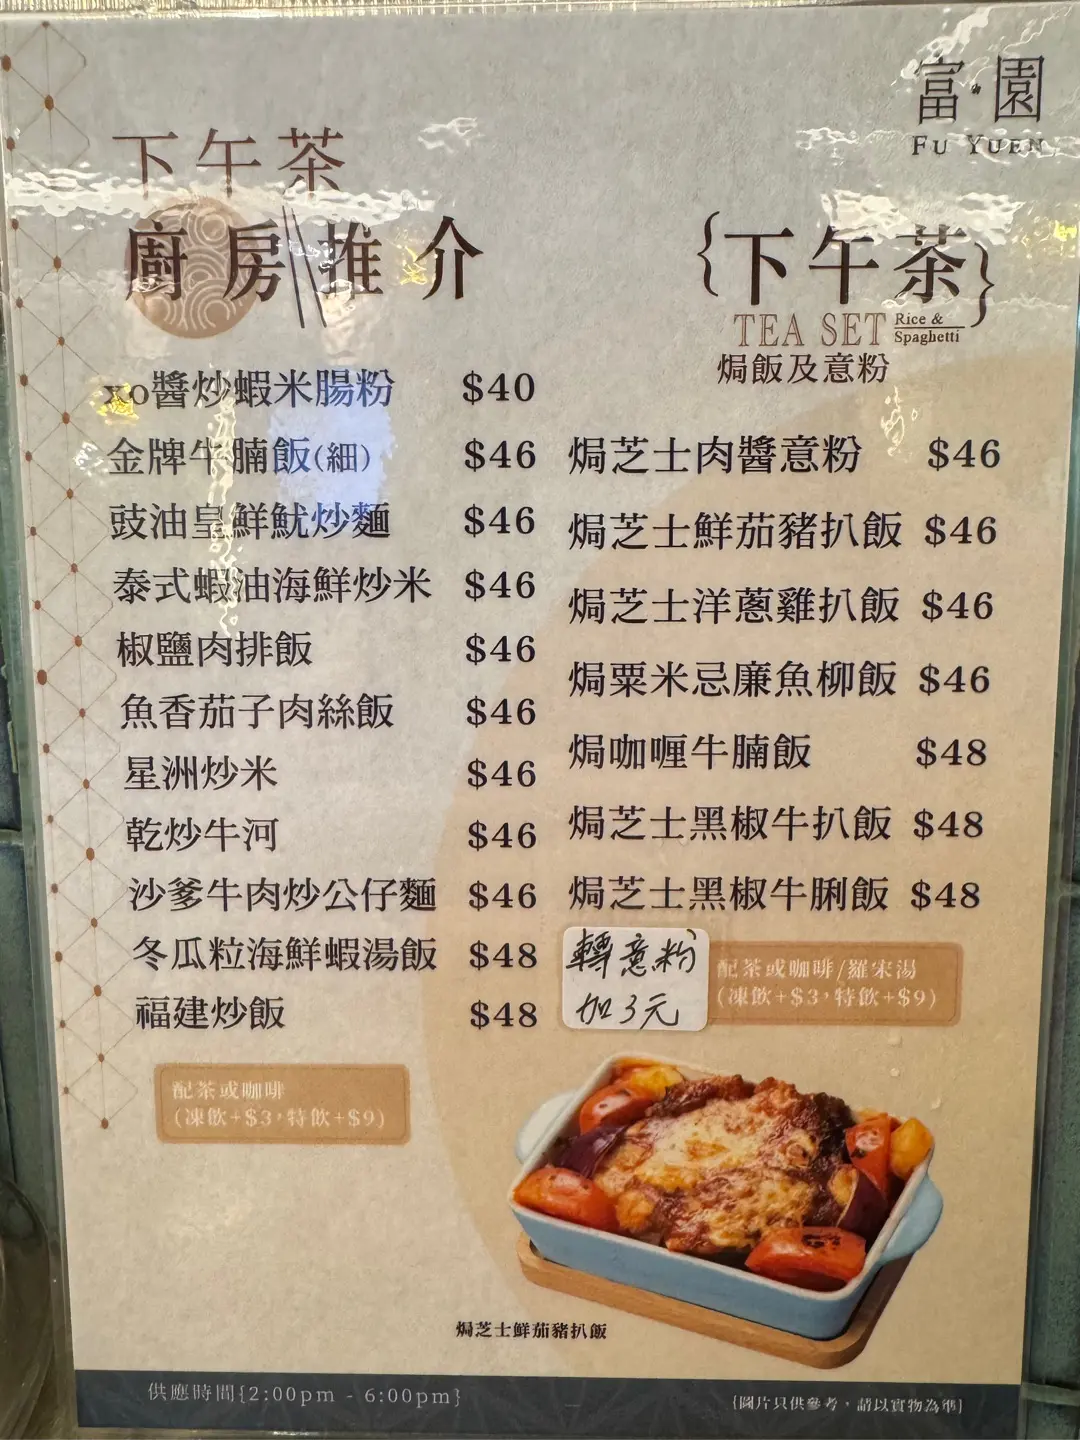 富·園
FU YUEN
下午茶
廚房推介
xo醬炒蝦米腸粉 $40
金牌牛腩飯(細) $46
豉油皇鮮魷炒麵 $46
泰式蝦油海鮮炒米 $46
椒鹽肉排飯 $46
魚香茄子肉絲飯 $46
星洲炒米 $46
乾炒牛河 $46
沙爹牛肉炒公仔麵 $46
冬瓜粒海鮮蝦湯飯 $48
福建炒飯 $48
配茶或咖啡
(凍飲+$3,特飲+$9)
{下午茶}
TEA SET Rice & Spaghetti
焗飯及意粉
焗芝士肉醬意粉 $46
焗芝士鮮茄豬扒飯 $46
焗芝士洋蔥雞扒飯 $46
焗粟米忌廉魚柳飯 $46
焗咖喱牛腩飯 $48
焗芝士黑椒牛扒飯 $48
焗芝士黑椒牛脷飯 $48
轉意粉
加3元
配茶或咖啡/羅宋湯
(凍飲+$3,特飲+$9)
焗芝士鮮茄豬扒飯
供應時間{2:00pm - 6:00pm}
{圖片只供參考，請以實物為準}